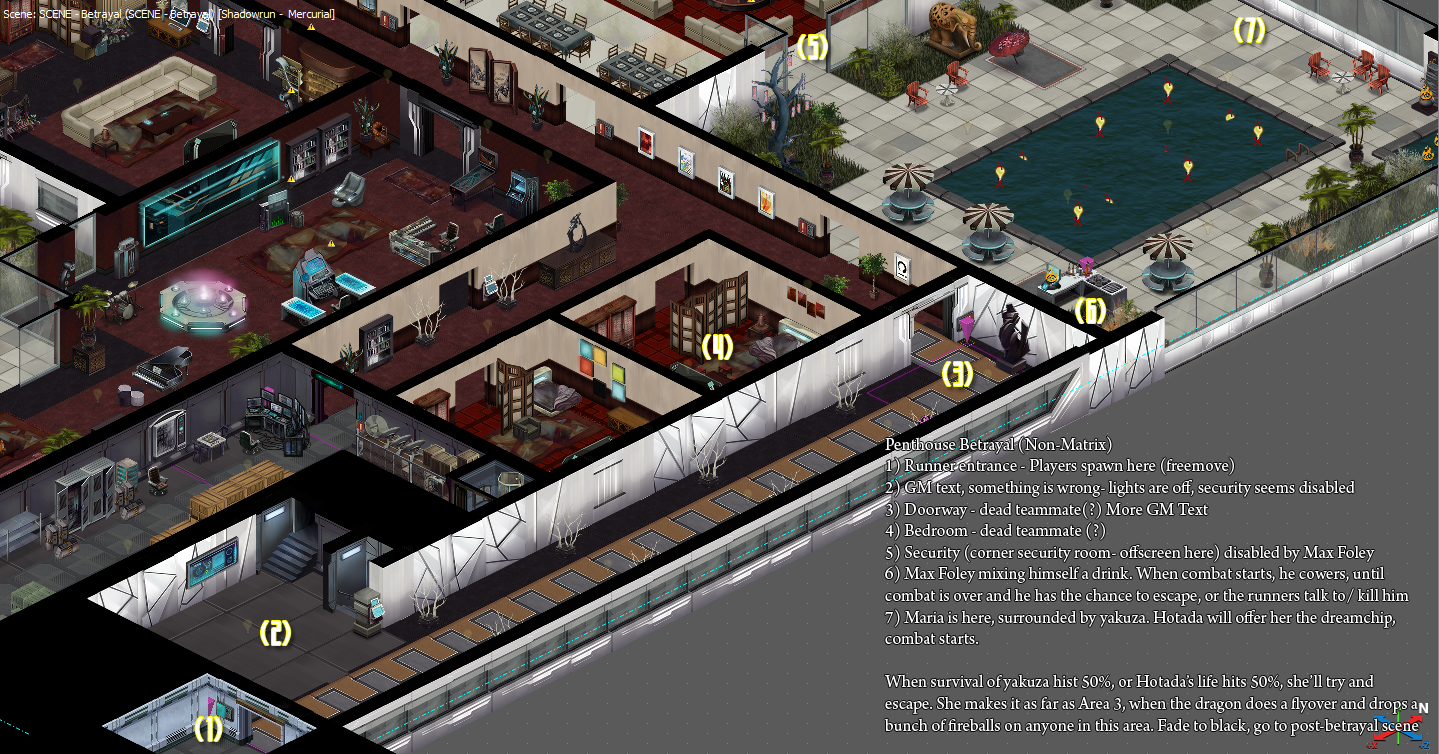 Scene: SCENE - Betrayal (SCENE - Betrayal) [Shadowrun - Mercurial]
(5)
(7)
(6)
(4)
(3)
(2)
(1)
Penthouse Betrayal (Non-Matrix)
1) Runner entrance - Players spawn here (freemove)
2) GM text, something is wrong- lights are off, security seems disabled
3) Doorway - dead teammate(?) More GM Text
4) Bedroom - dead teammate (?)
5) Security (corner security room- offscreen here) disabled by Max Foley
6) Max Foley mixing himself a drink. When combat starts, he cowers, until
combat is over and he has the chance to escape, or the runners talk to/ kill him
7) Maria is here, surrounded by yakuza. Hotada will offer her the dreamchip,
combat starts.
When survival of yakuza hist 50%, or Hotada's life hits 50%, she'll try and
escape. She makes it as far as Area 3, when the dragon does a flyover and drops a
bunch of fireballs on anyone in this area. Fade to black, go to post-betrayal scene
N